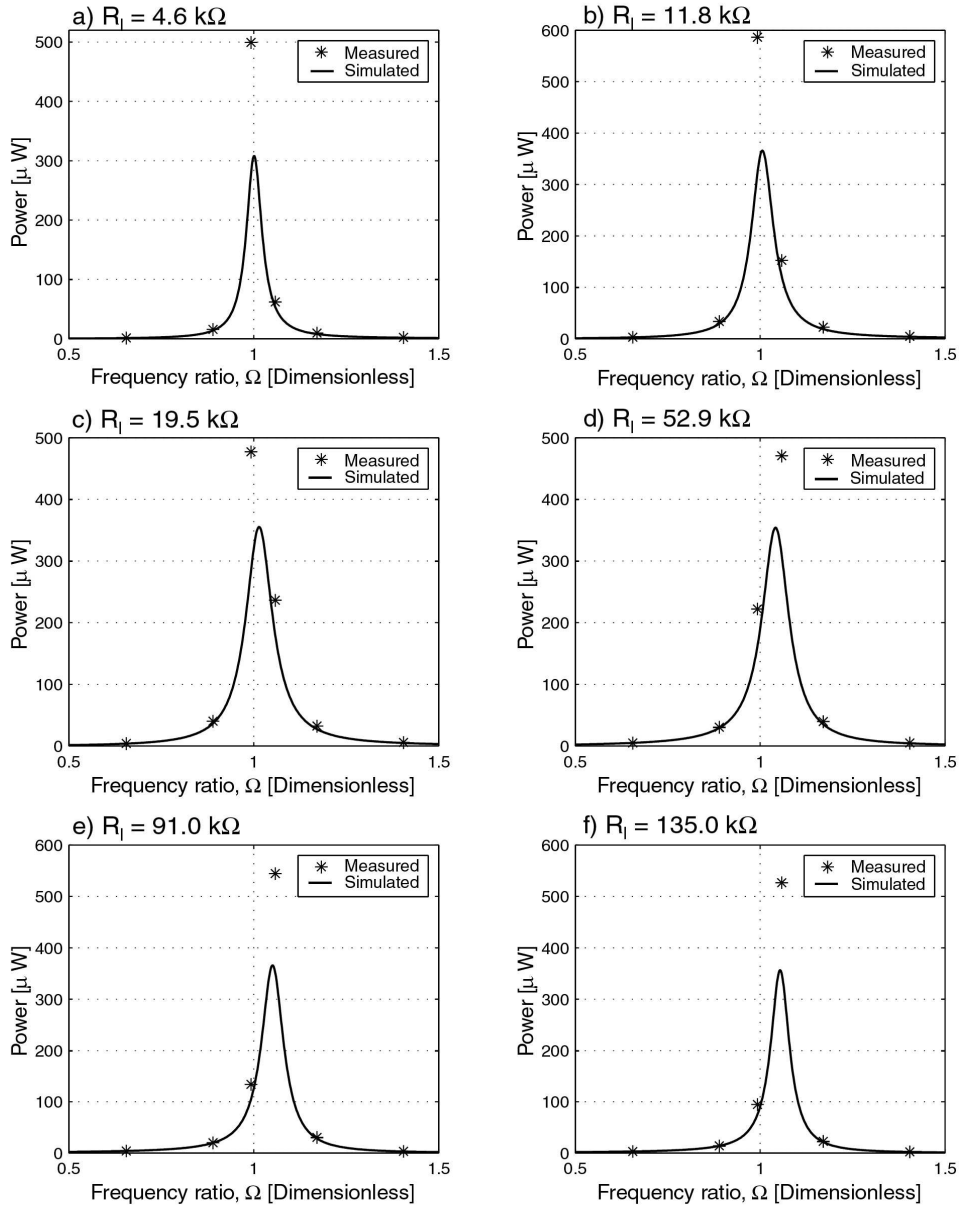 a) R_l = 4.6 kΩ
500
400
300
200
100
0
Power [μ W]
Measured
Simulated
0.5
1
1.5
Frequency ratio, Ω [Dimensionless]
b) R_l = 11.8 kΩ
600
500
400
300
200
100
0
Power [μ W]
Measured
Simulated
0.5
1
1.5
Frequency ratio, Ω [Dimensionless]
c) R_l = 19.5 kΩ
500
400
300
200
100
0
Power [μ W]
Measured
Simulated
0.5
1
1.5
Frequency ratio, Ω [Dimensionless]
d) R_l = 52.9 kΩ
500
400
300
200
100
0
Power [μ W]
Measured
Simulated
0.5
1
1.5
Frequency ratio, Ω [Dimensionless]
e) R_l = 91.0 kΩ
600
500
400
300
200
100
0
Power [μ W]
Measured
Simulated
0.5
1
1.5
Frequency ratio, Ω [Dimensionless]
f) R_l = 135.0 kΩ
600
500
400
300
200
100
0
Power [μ W]
Measured
Simulated
0.5
1
1.5
Frequency ratio, Ω [Dimensionless]